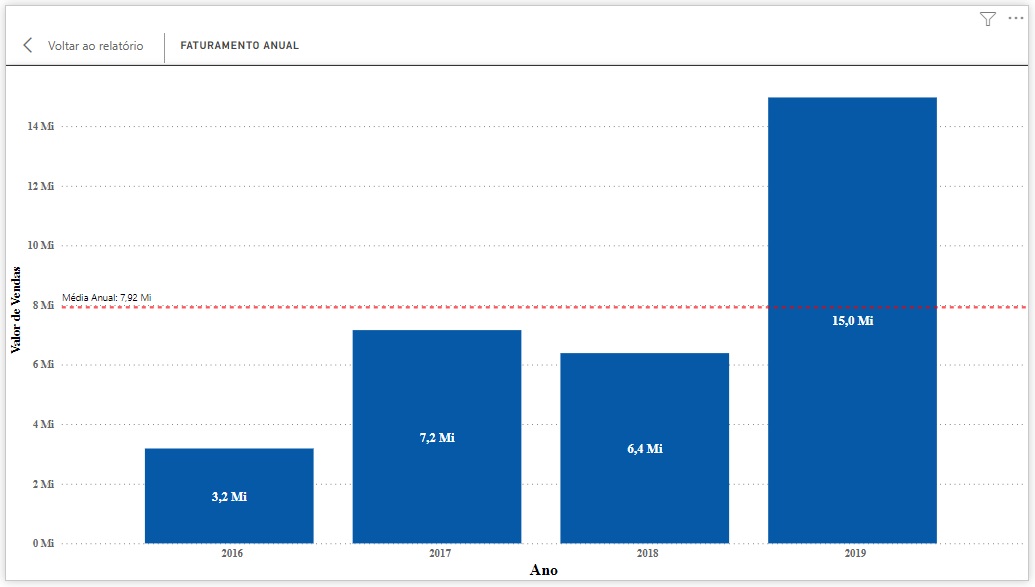 Voltar ao relatório
FATURAMENTO ANUAL
14 Mi
12 Mi
10 Mi
8 Mi
6 Mi
4 Mi
2 Mi
0 Mi
Valor de Vendas
Média Anual: 7,92 Mi
3,2 Mi
7,2 Mi
6,4 Mi
15,0 Mi
2016
2017
2018
2019
Ano